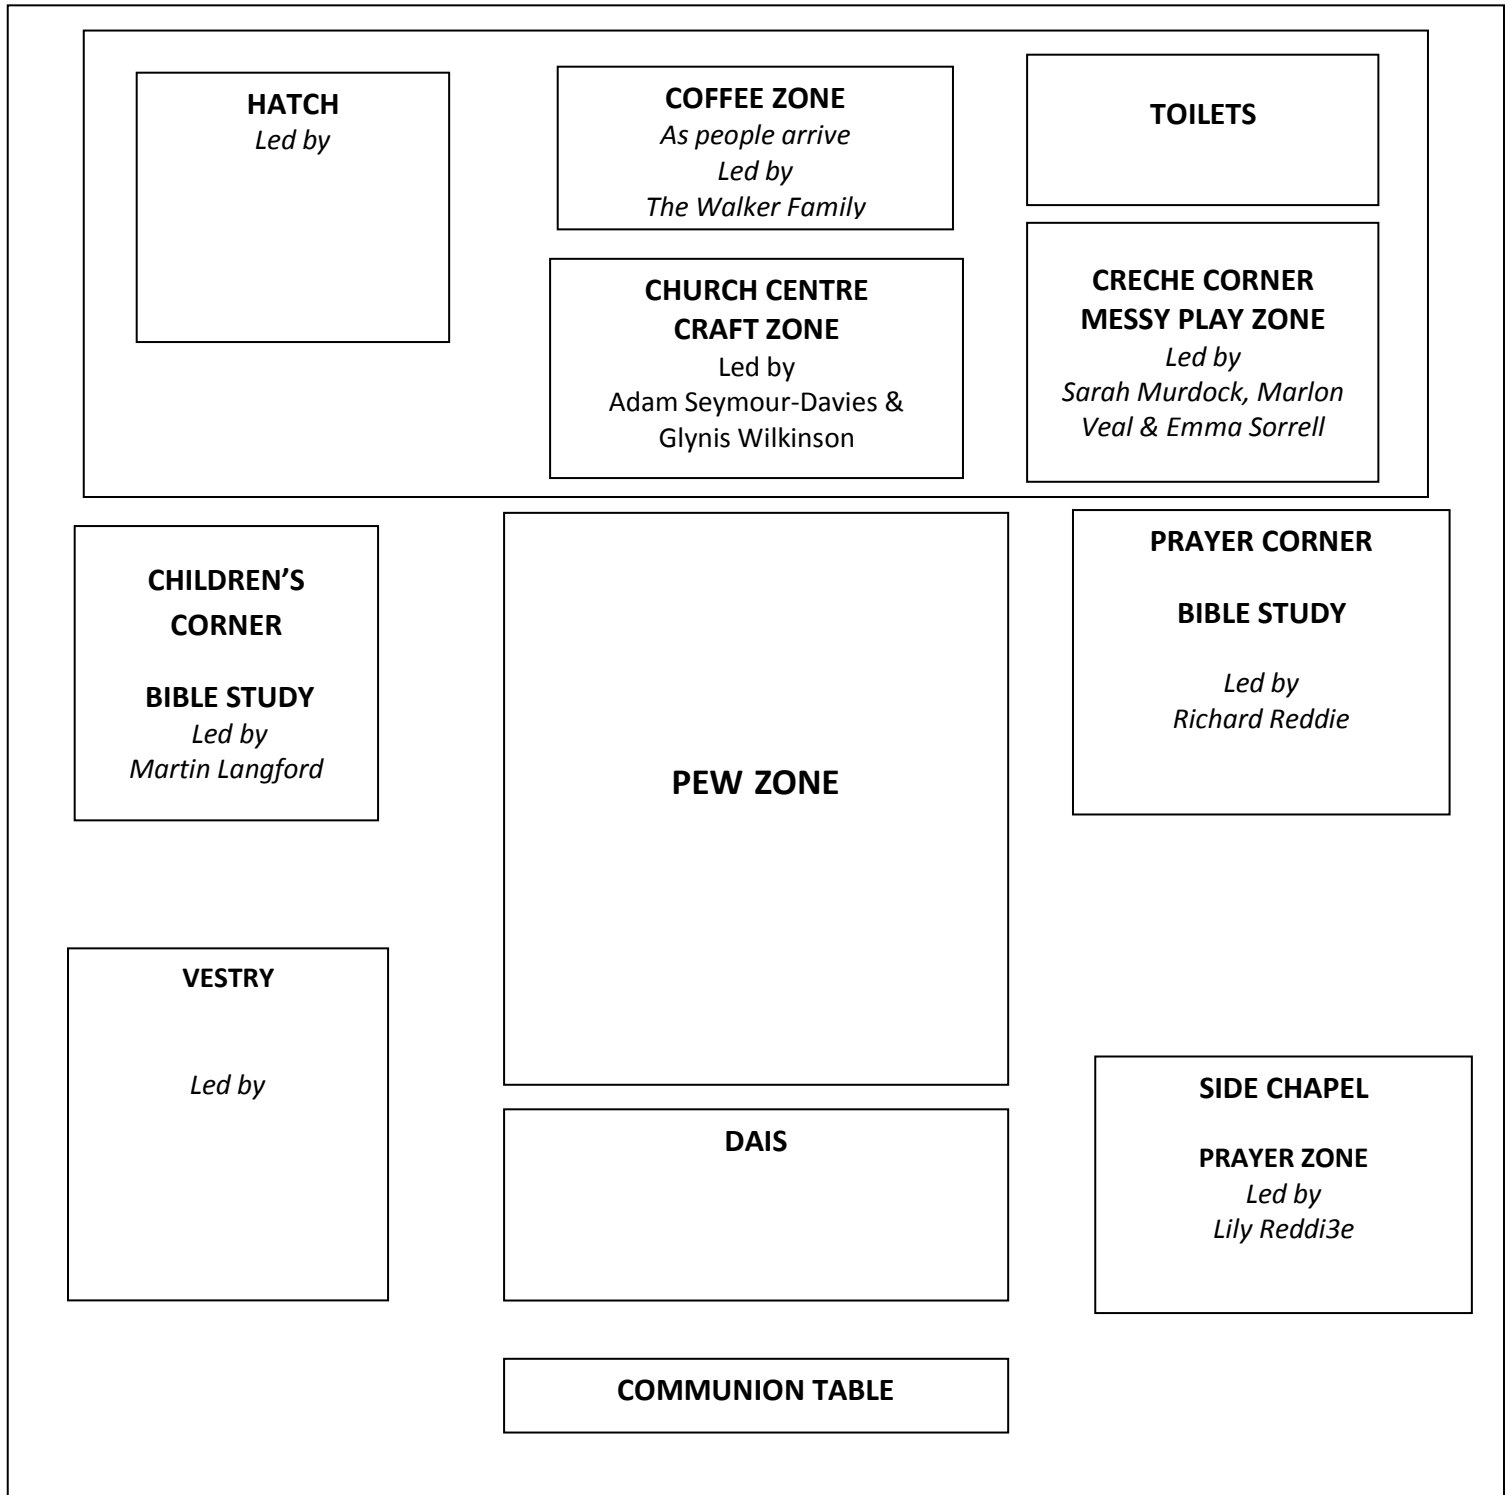 HATCH
Led by
COFFEE ZONE
As people arrive
Led by
The Walker Family
TOILETS
CHURCH CENTRE
CRAFT ZONE
Led by
Adam Seymour-Davies &
Glynis Wilkinson
CRECHE CORNER
MESSY PLAY ZONE
Led by
Sarah Murdock, Marlon
Veal & Emma Sorrell
CHILDREN’S
CORNER
BIBLE STUDY
Led by
Martin Langford
PEW ZONE
PRAYER CORNER
BIBLE STUDY
Led by
Richard Reddie
VESTRY
Led by
DAIS
SIDE CHAPEL
PRAYER ZONE
Led by
Lily Reddi3e
COMMUNION TABLE